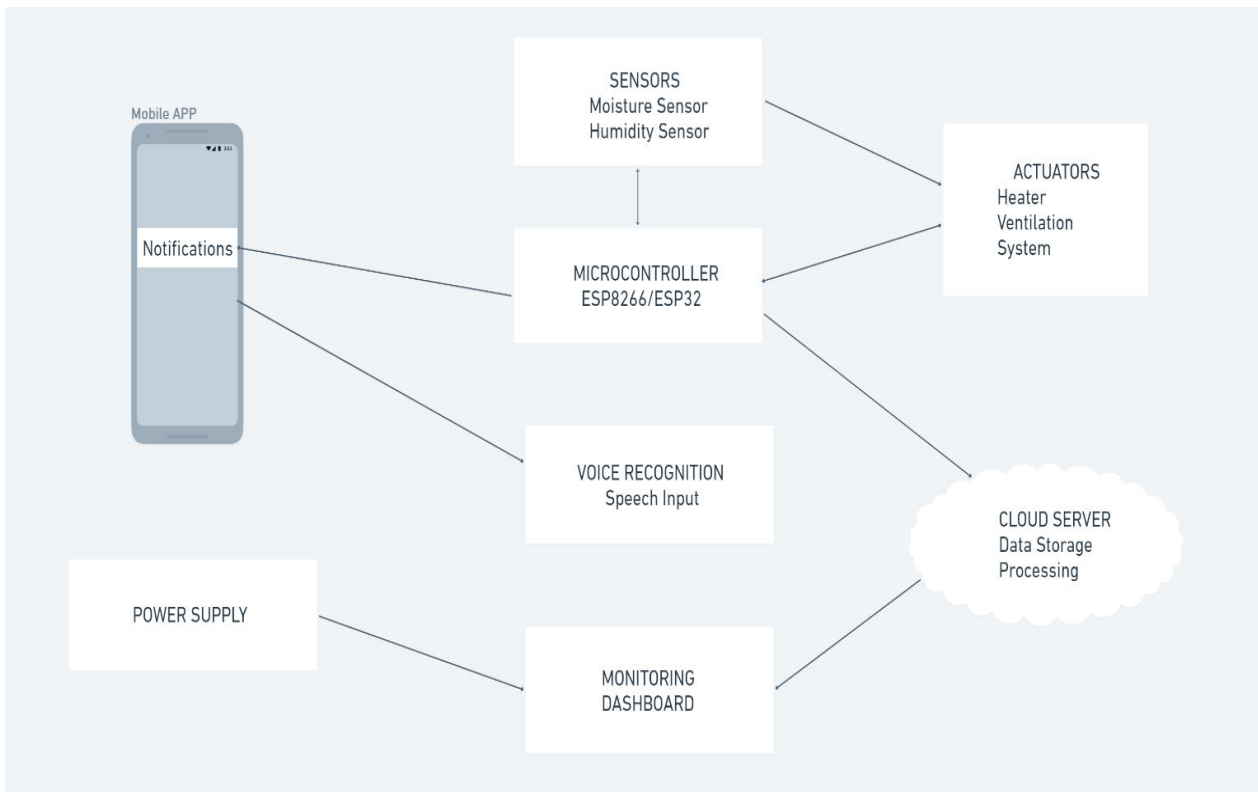 SENSORS
Moisture Sensor
Humidity Sensor
Mobile APP
ACTUATORS
Heater
Ventilation
System
Notifications
MICROCONTROLLER
ESP8266/ESP32
VOICE RECOGNITION
Speech Input
CLOUD SERVER
Data Storage
Processing
POWER SUPPLY
MONITORING
DASHBOARD